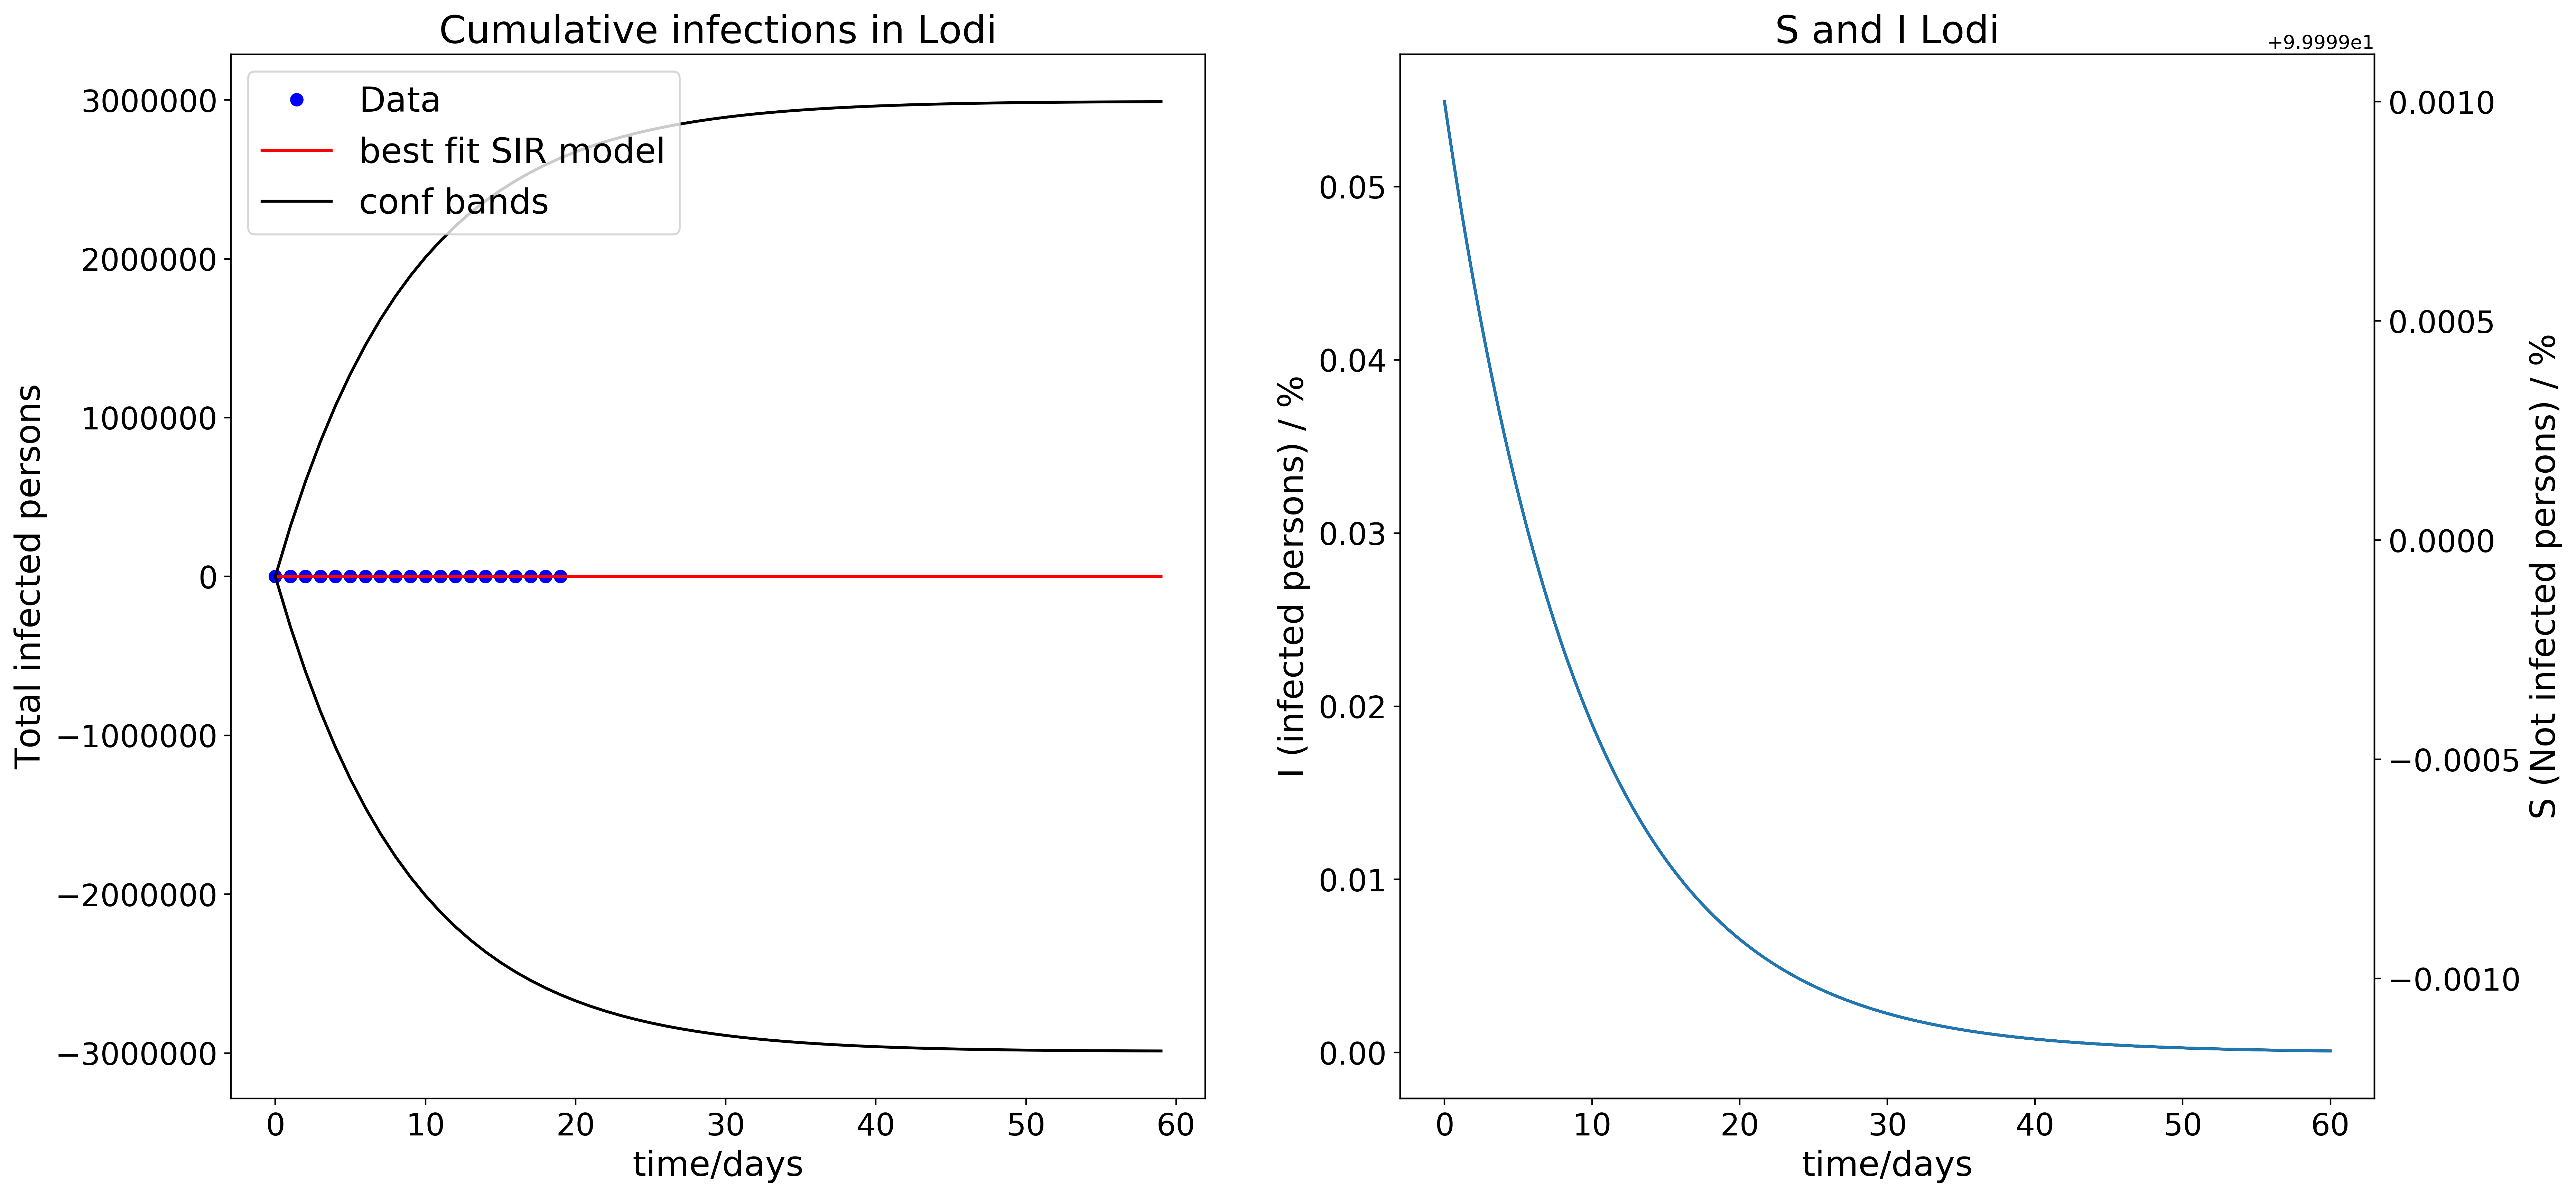 Cumulative infections in Lodi
Data
best fit SIR model
conf bands
Total infected persons
3000000
2000000
1000000
0
−1000000
−2000000
−3000000
0 10 20 30 40 50 60
time/days
S and I Lodi
+9.9999e1
I (infected persons) / %
0.05
0.04
0.03
0.02
0.01
0.00
0.0010
0.0005
0.0000
−0.0005
−0.0010
S (Not infected persons) / %
0 10 20 30 40 50 60
time/days